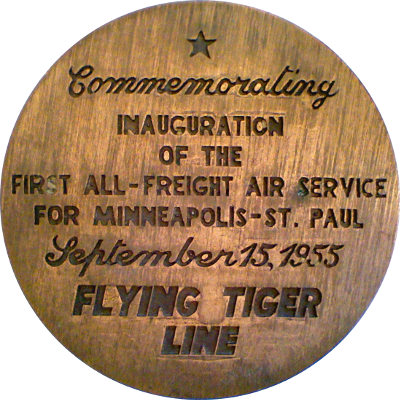 Commemorating
INAUGURATION
OF THE
FIRST ALL-FREIGHT AIR SERVICE
FOR MINNEAPOLIS-ST. PAUL
September 15, 1955
FLYING TIGER
LINE